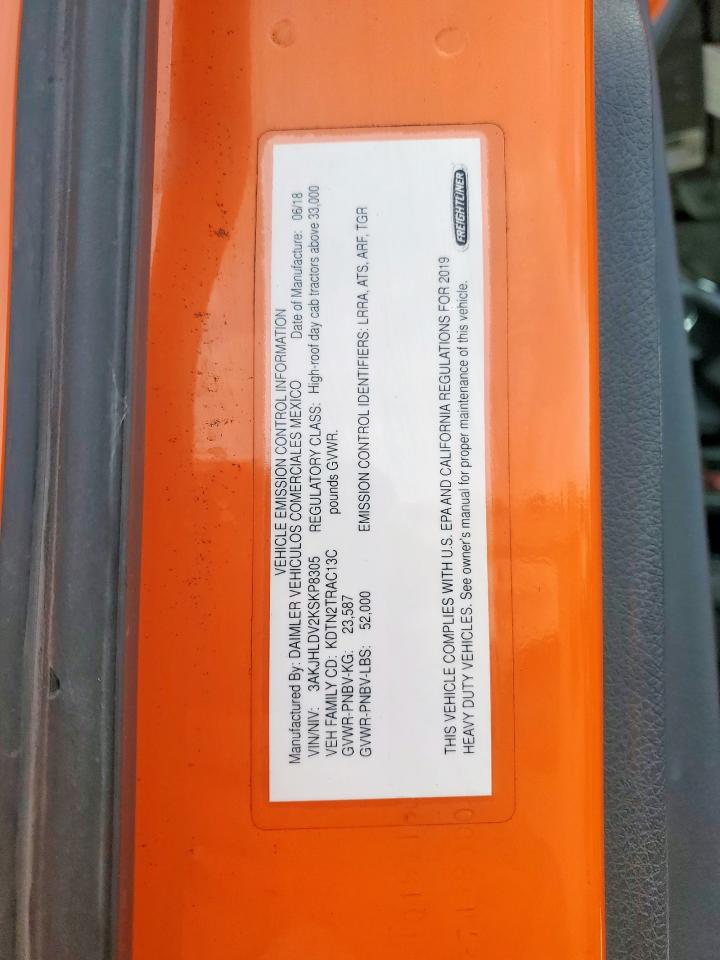 VEHICLE EMISSION CONTROL INFORMATION
Manufactured By: DAIMLER VEHICULOS COMERCIALES MEXICO Date of Manufacture: 06/18
VIN/NIV: 3AKJHLDV2KSKP8305 REGULATORY CLASS: High-roof day cab tractors above 33,000
VEH FAMILY CD: KDTN2TRAC13C pounds GVWR.
GVWR-PNBV-KG: 23,587
GVWR-PNBV-LBS: 52,000 EMISSION CONTROL IDENTIFIERS: LRRA, ATS, ARF, TGR
THIS VEHICLE COMPLIES WITH U.S. EPA AND CALIFORNIA REGULATIONS FOR 2019
HEAVY DUTY VEHICLES. See owner's manual for proper maintenance of this vehicle.
FREIGHTLINER